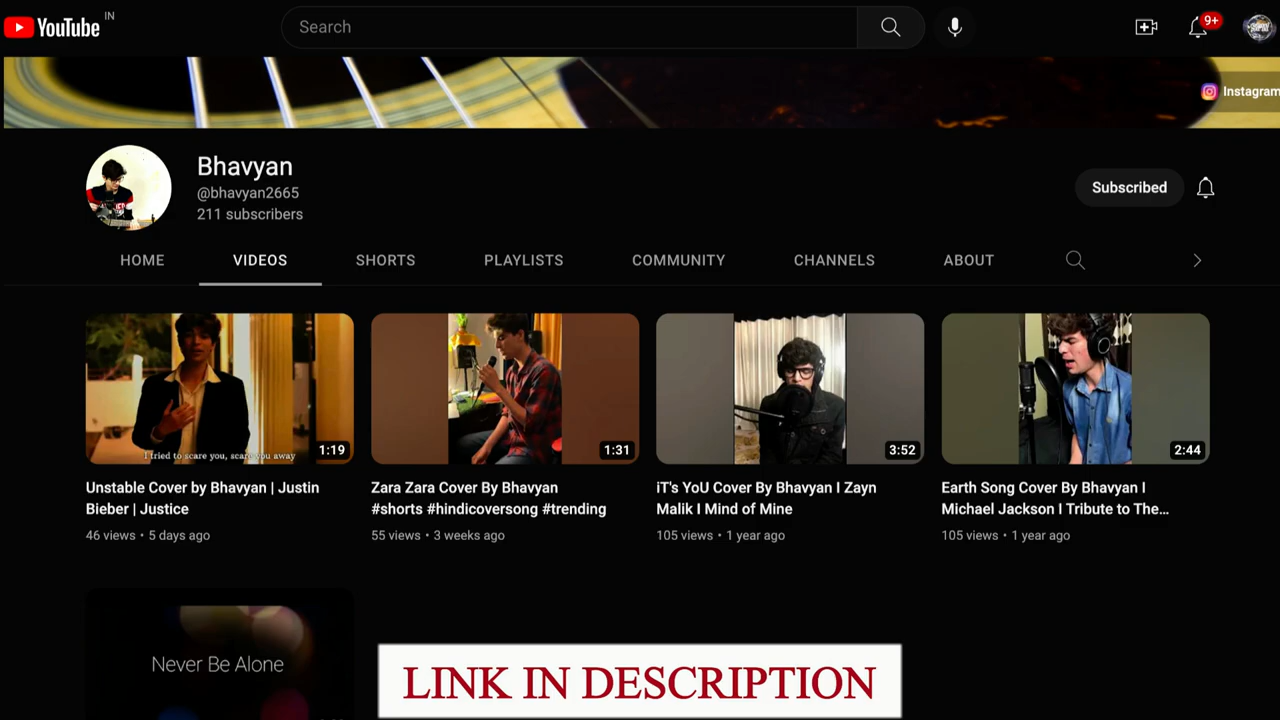 YouTube IN
Search
9+
Instagram
Bhavyan
@bhavyan2665
211 subscribers
Subscribed
HOME VIDEOS SHORTS PLAYLISTS COMMUNITY CHANNELS ABOUT
I tried to scare you, scare you away
1:19
1:31
3:52
2:44
Unstable Cover by Bhavyan | Justin
Bieber | Justice
46 views • 5 days ago
Zara Zara Cover By Bhavyan
#shorts #hindicoversong #trending
55 views • 3 weeks ago
iT's YoU Cover By Bhavyan I Zayn
Malik I Mind of Mine
105 views • 1 year ago
Earth Song Cover By Bhavyan I
Michael Jackson I Tribute to The...
105 views • 1 year ago
Never Be Alone
LINK IN DESCRIPTION